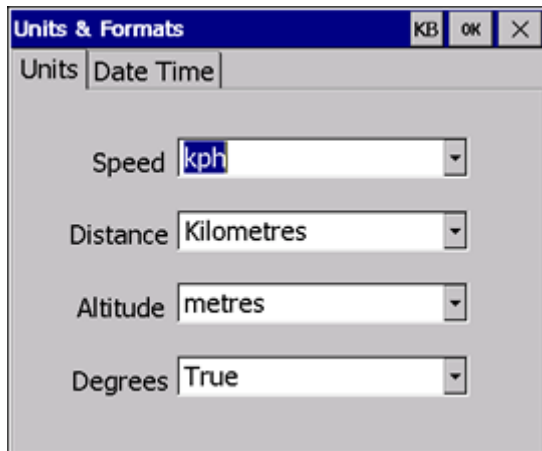 Units & Formats KB OK
Units Date Time
Speed kph
Distance Kilometres
Altitude metres
Degrees True